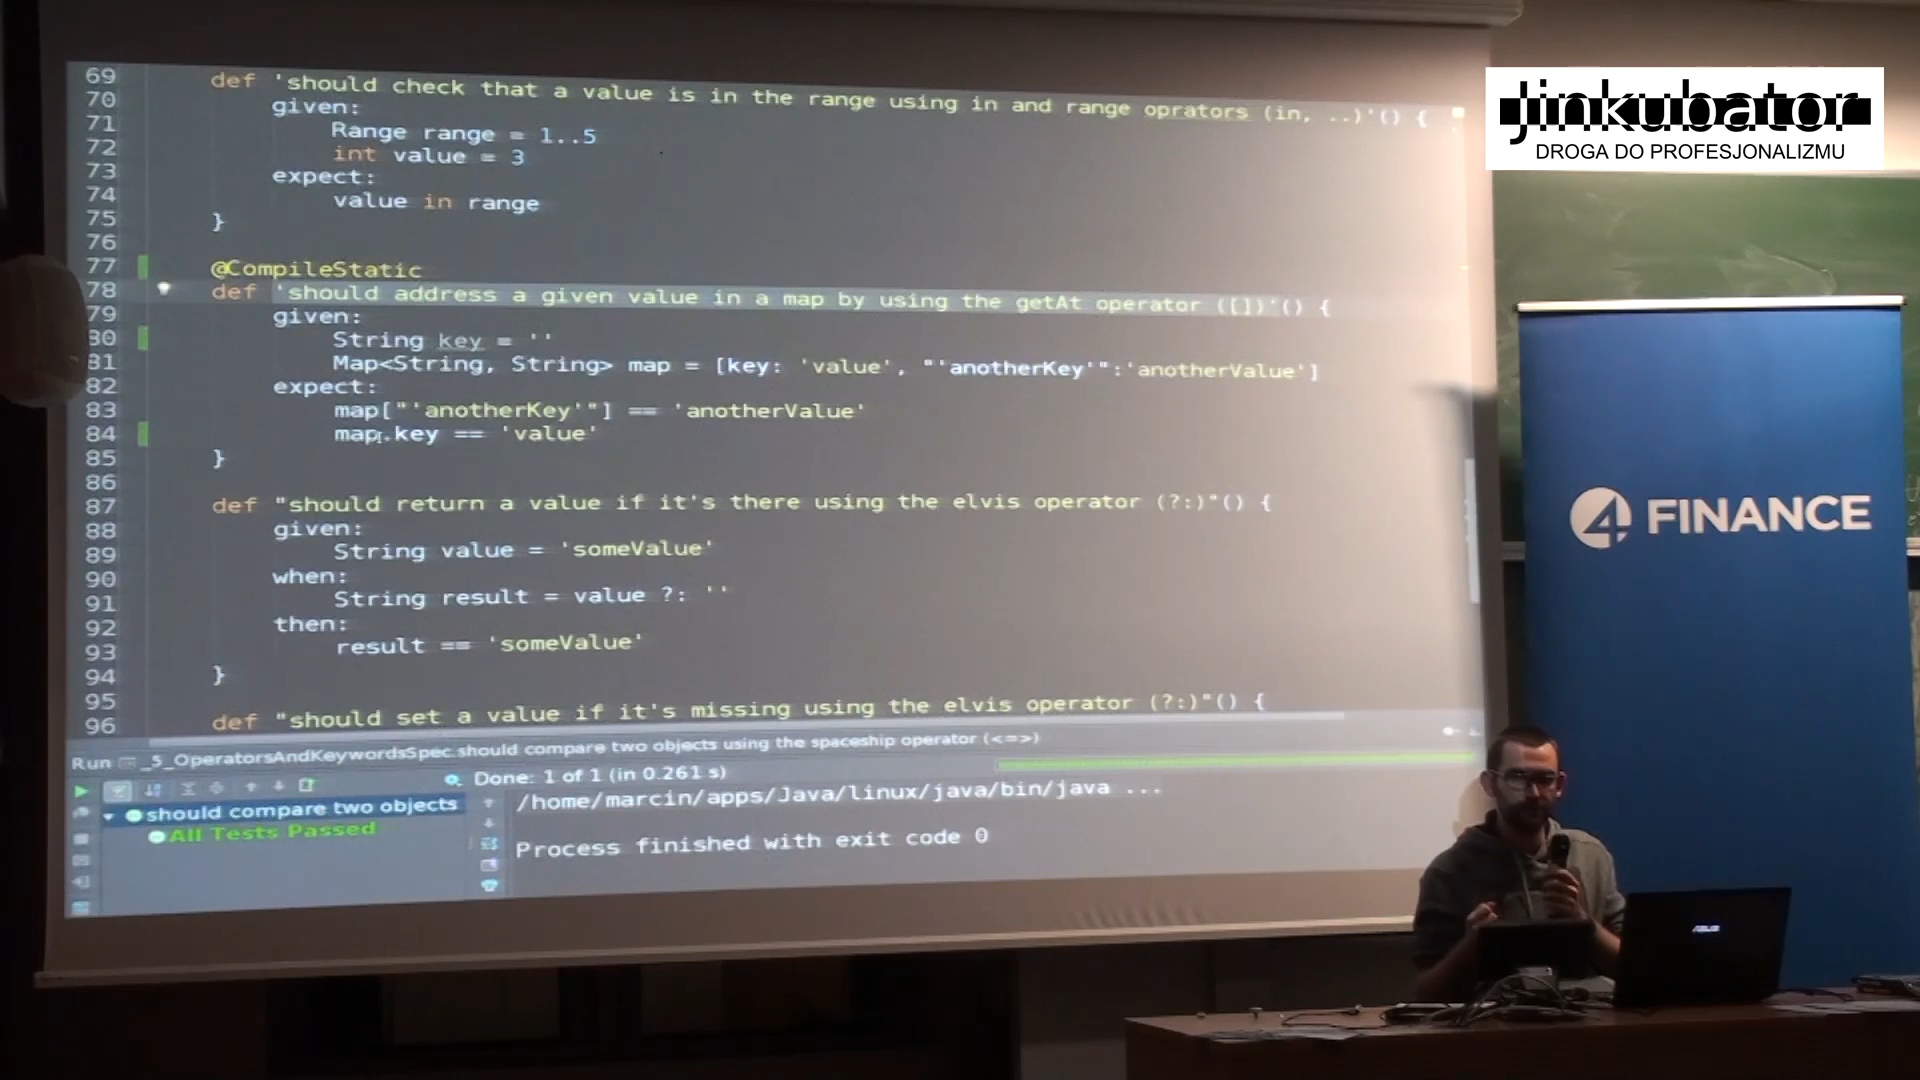 69 def 'should check that a value is in the range using in and range oprators (in, ..)'() {
70 given:
71 Range range = 1..5
72 int value = 3
73 expect:
74 value in range
75 }
76
77 @CompileStatic
78 def 'should address a given value in a map by using the getAt operator ([])'() {
79 given:
80 String key = ''
81 Map<String, String> map = [key: 'value', "'anotherKey'":'anotherValue']
82 expect:
83 map["'anotherKey'"] == 'anotherValue'
84 map.key == 'value'
85 }
86
87 def "should return a value if it's there using the elvis operator (?:)"() {
88 given:
89 String value = 'someValue'
90 when:
91 String result = value ?: ''
92 then:
93 result == 'someValue'
94 }
95
96 def "should set a value if it's missing using the elvis operator (?:)"() {
Run _5_OperatorsAndKeywordsSpec.should compare two objects using the spaceship operator (<=>)
Done: 1 of 1 (in 0.261 s)
should compare two objects
All Tests Passed
/home/marcin/apps/Java/linux/java/bin/java ...
Process finished with exit code 0
Jinkubator
DROGA DO PROFESJONALIZMU
4FINANCE
ASUS